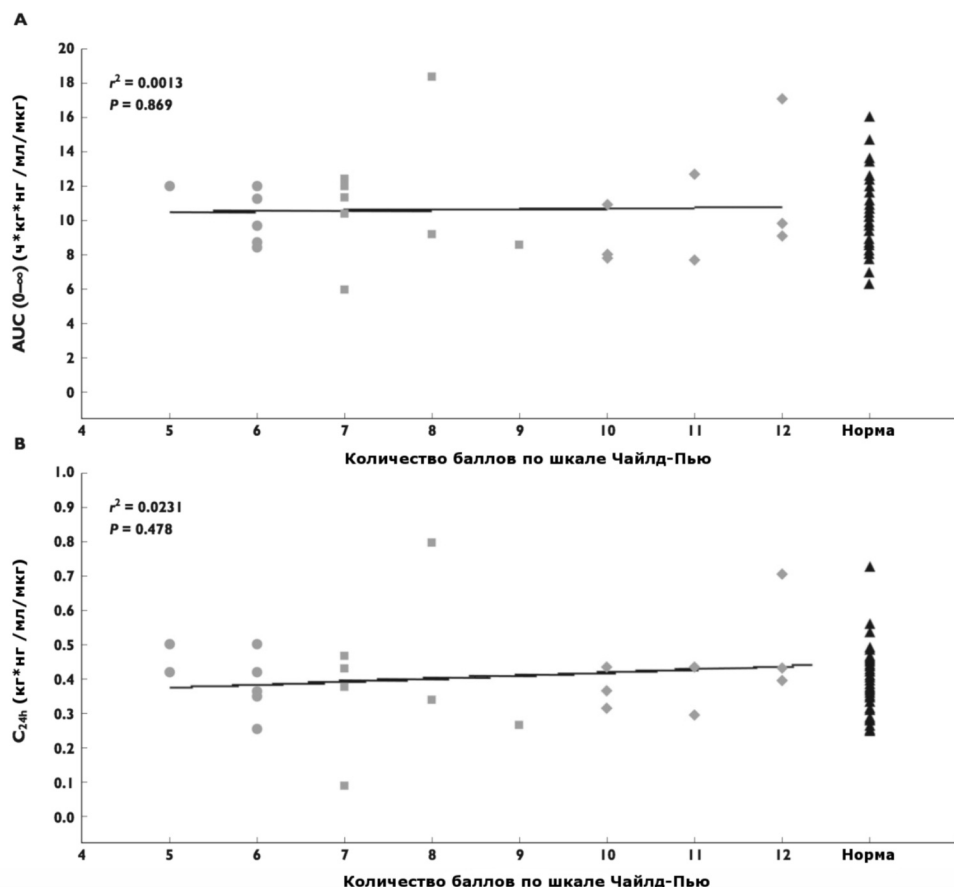 A
20
18
16
14
12
10
8
6
4
2
0
r² = 0.0013
P = 0.869
AUC (0–∞) (ч*кг*нг /мл/мкг)
4 5 6 7 8 9 10 11 12 Норма
Количество баллов по шкале Чайлд-Пью
B
1.0
0.9
0.8
0.7
0.6
0.5
0.4
0.3
0.2
0.1
0.0
r² = 0.0231
P = 0.478
C24h (кг*нг /мл/мкг)
4 5 6 7 8 9 10 11 12 Норма
Количество баллов по шкале Чайлд-Пью